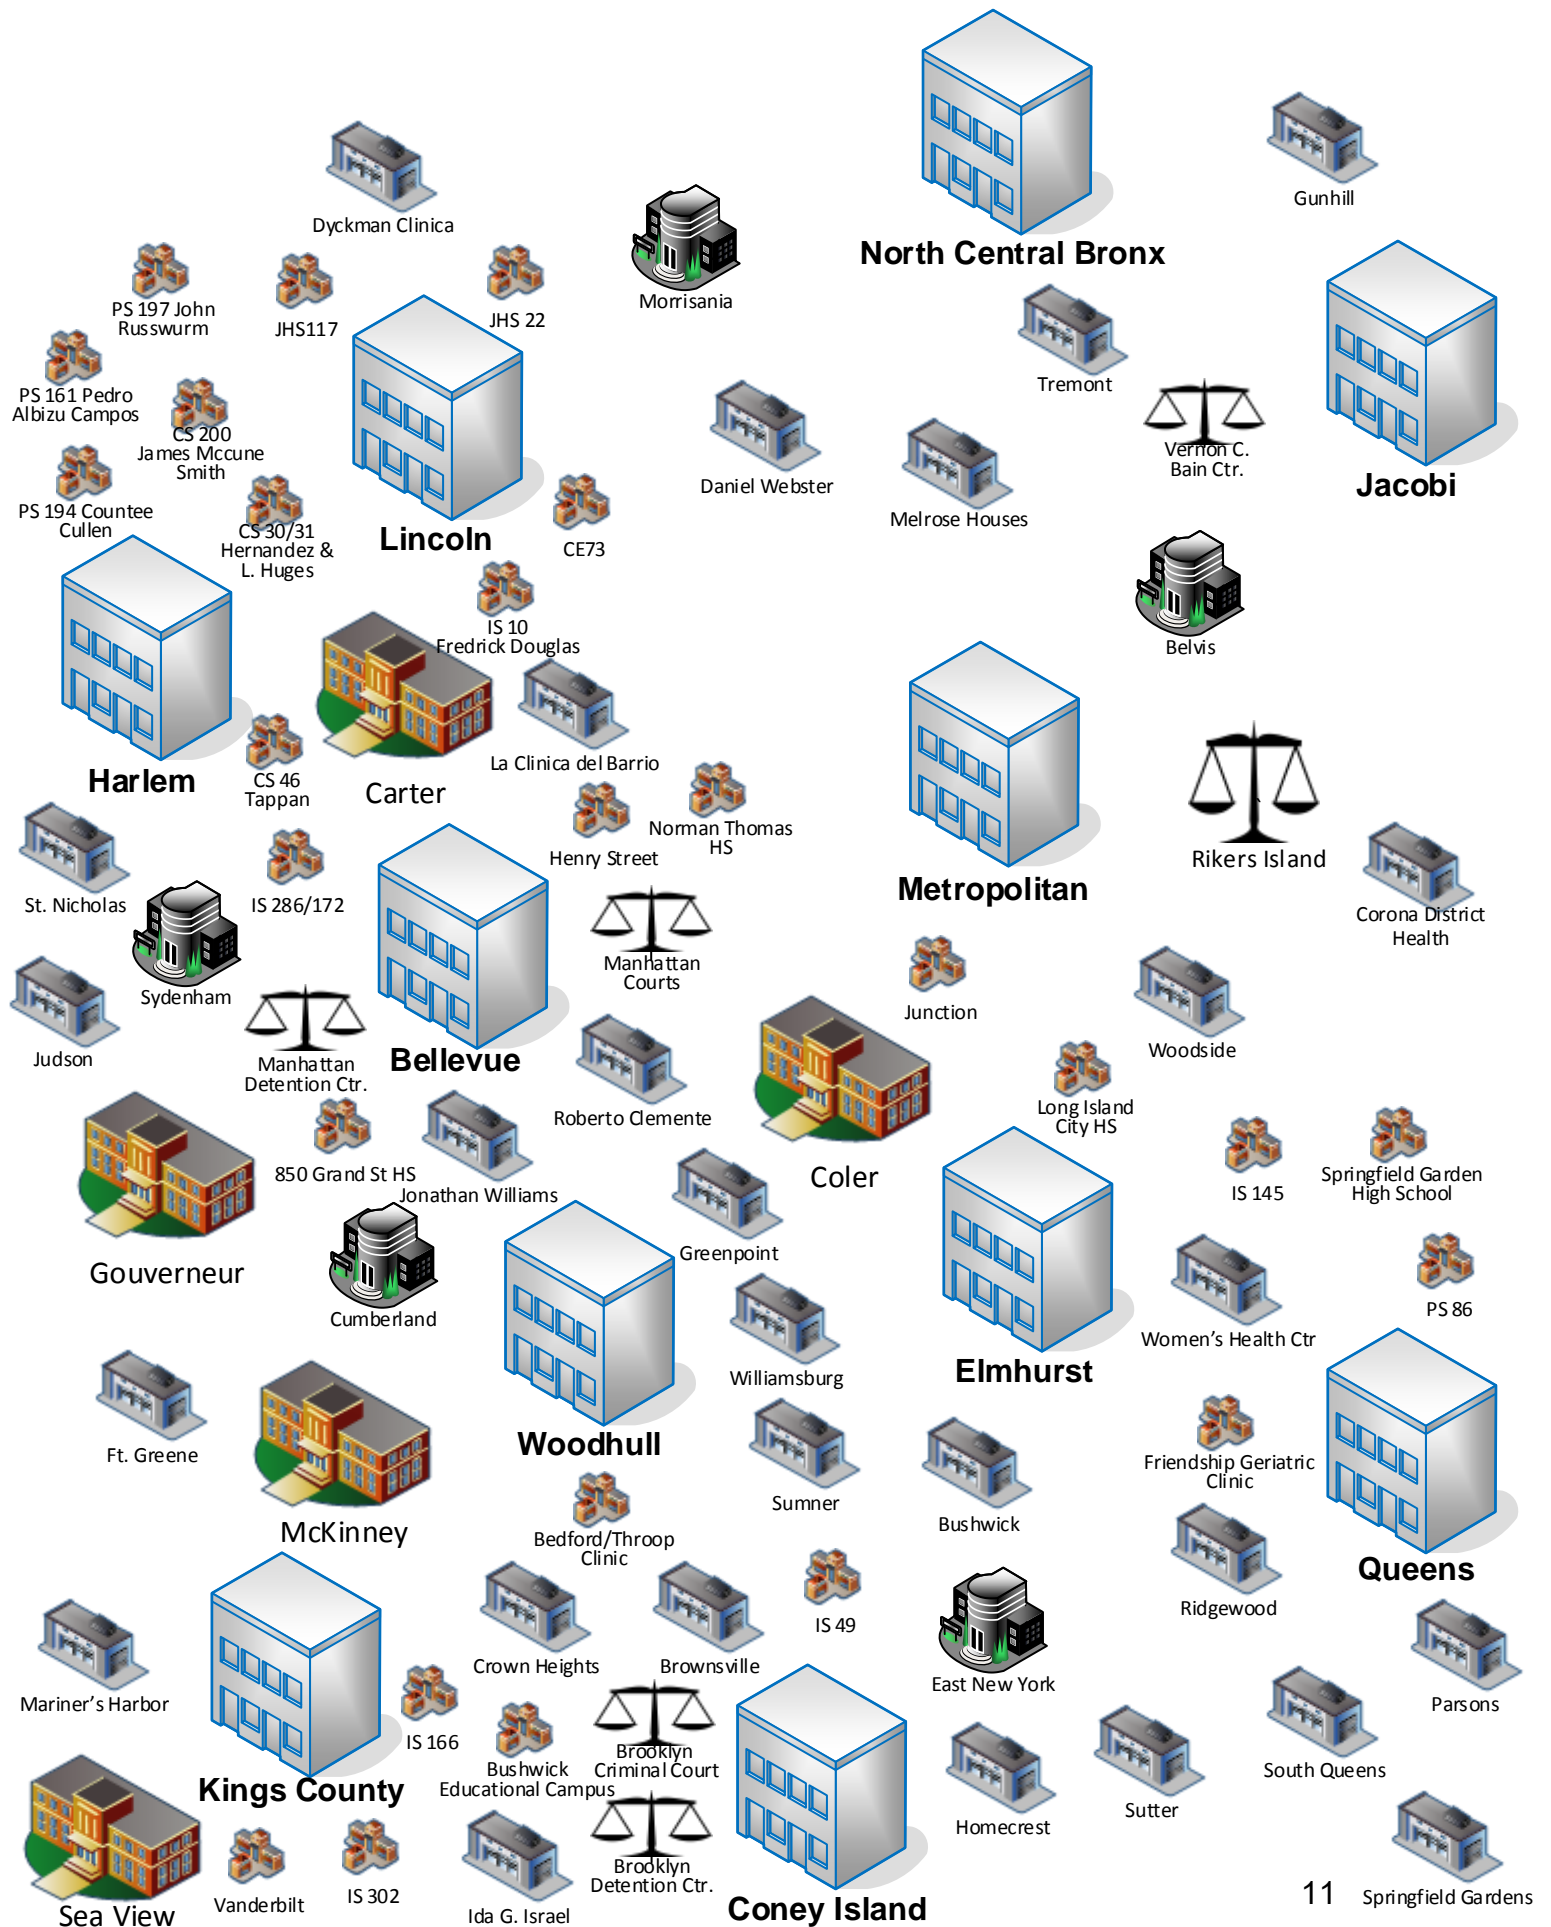 Gunhill
Dyckman Clinica
North Central Bronx
Morrisania
PS 197 John
Russwurm
JHS117
JHS 22
Tremont
PS 161 Pedro
Albizu Campos
CS 200
James Mccune
Smith
Vernon C.
Bain Ctr.
Daniel Webster
Jacobi
Melrose Houses
PS 194 Countee
Cullen
CS 30/31
Hernandez &
L. Huges
Lincoln
CE73
IS 10
Fredrick Douglas
Belvis
La Clinica del Barrio
Harlem
CS 46
Tappan
Carter
Norman Thomas
HS
Henry Street
Rikers Island
Metropolitan
St. Nicholas
IS 286/172
Corona District
Health
Manhattan
Courts
Sydenham
Junction
Judson
Manhattan
Detention Ctr.
Bellevue
Woodside
Roberto Clemente
Long Island
City HS
850 Grand St HS
Jonathan Williams
Coler
IS 145
Springfield Garden
High School
Gouverneur
Greenpoint
Cumberland
PS 86
Women's Health Ctr
Williamsburg
Elmhurst
Ft. Greene
Woodhull
Friendship Geriatric
Clinic
Sumner
Bushwick
McKinney
Bedford/Throop
Clinic
Queens
Ridgewood
IS 49
Crown Heights
Brownsville
East New York
Mariner's Harbor
Parsons
IS 166
Brooklyn
Criminal Court
Bushwick
Educational Campus
South Queens
Kings County
Sutter
Homecrest
Brooklyn
Detention Ctr.
Vanderbilt
IS 302
Sea View
Ida G. Israel
Coney Island
11
Springfield Gardens